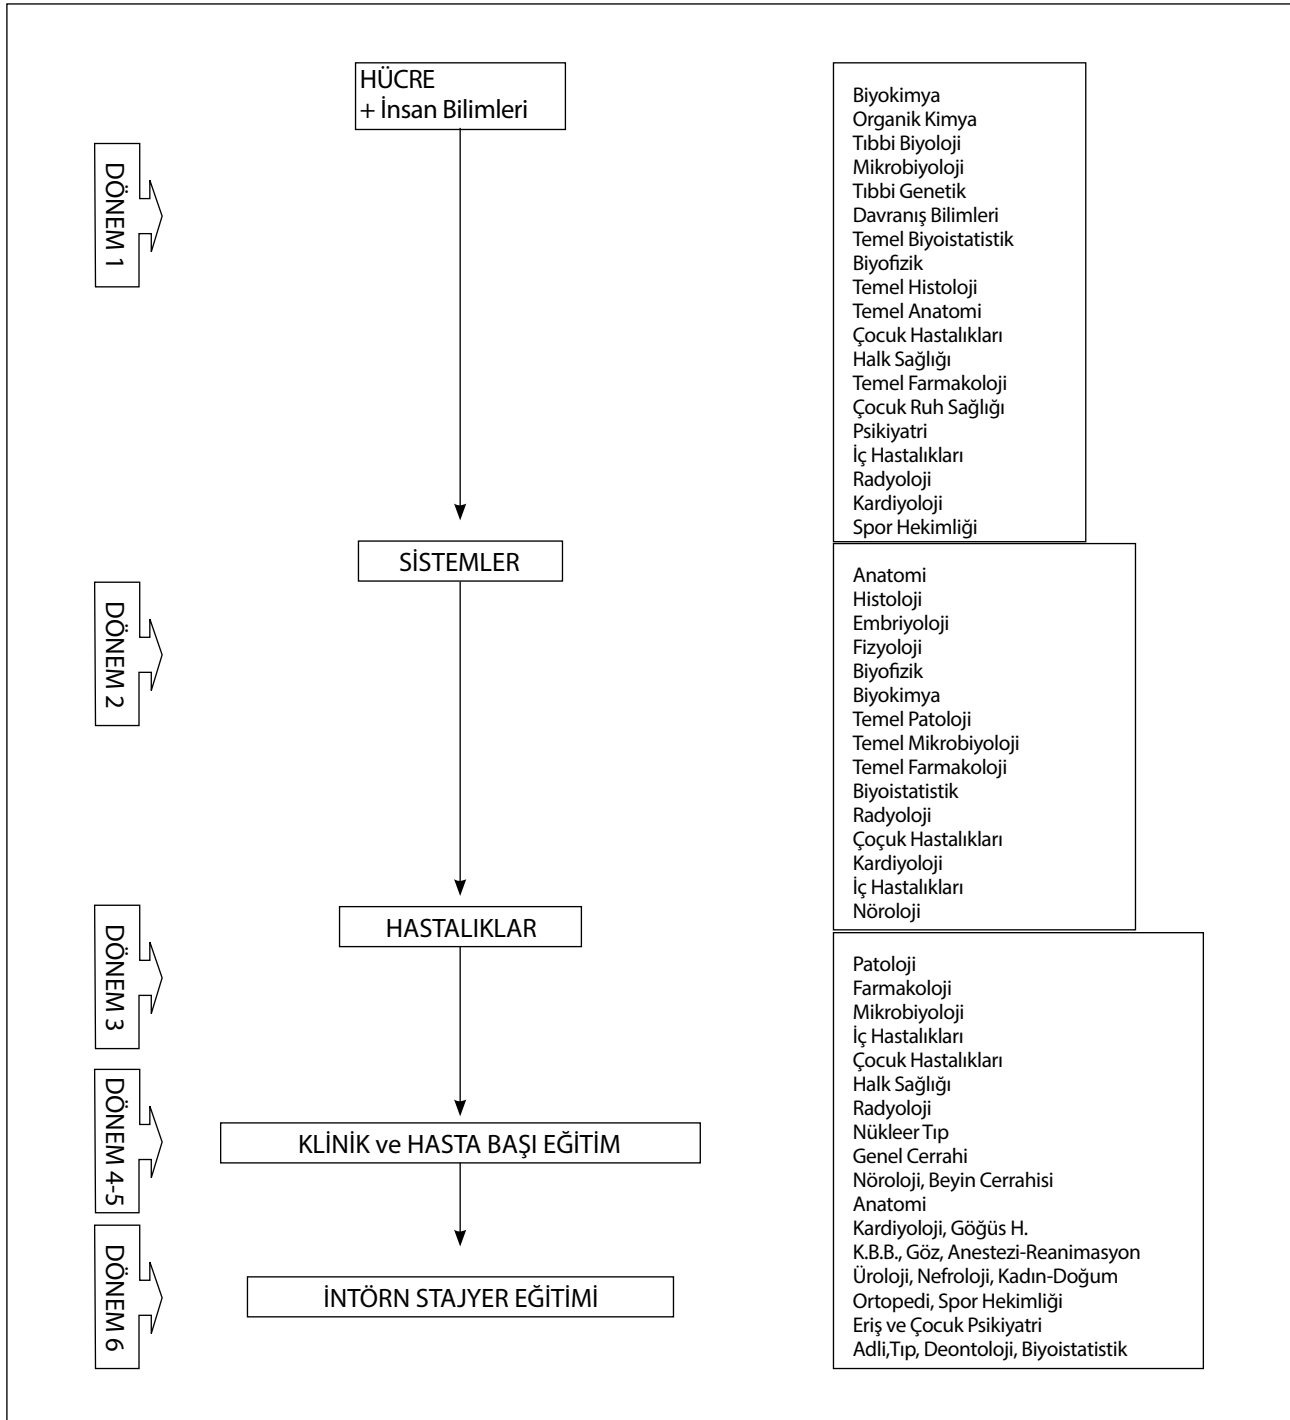 HÜCRE
+ İnsan Bilimleri
DÖNEM 1
Biyokimya
Organik Kimya
Tıbbi Biyoloji
Mikrobiyoloji
Tıbbi Genetik
Davranış Bilimleri
Temel Biyoistatistik
Biyofizik
Temel Histoloji
Temel Anatomi
Çocuk Hastalıkları
Halk Sağlığı
Temel Farmakoloji
Çocuk Ruh Sağlığı
Psikiyatri
İç Hastalıkları
Radyoloji
Kardiyoloji
Spor Hekimliği
SİSTEMLER
DÖNEM 2
Anatomi
Histoloji
Embriyoloji
Fizyoloji
Biyofizik
Biyokimya
Temel Patoloji
Temel Mikrobiyoloji
Temel Farmakoloji
Biyoistatistik
Radyoloji
Çoçuk Hastalıkları
Kardiyoloji
İç Hastalıkları
Nöroloji
HASTALIKLAR
DÖNEM 3
KLİNİK ve HASTA BAŞI EĞİTİM
DÖNEM 4-5
İNTÖRN STAJYER EĞİTİMİ
DÖNEM 6
Patoloji
Farmakoloji
Mikrobiyoloji
İç Hastalıkları
Çocuk Hastalıkları
Halk Sağlığı
Radyoloji
Nükleer Tıp
Genel Cerrahi
Nöroloji, Beyin Cerrahisi
Anatomi
Kardiyoloji, Göğüs H.
K.B.B., Göz, Anestezi-Reanimasyon
Üroloji, Nefroloji, Kadın-Doğum
Ortopedi, Spor Hekimliği
Eriş ve Çocuk Psikiyatri
Adli,Tıp, Deontoloji, Biyoistatistik